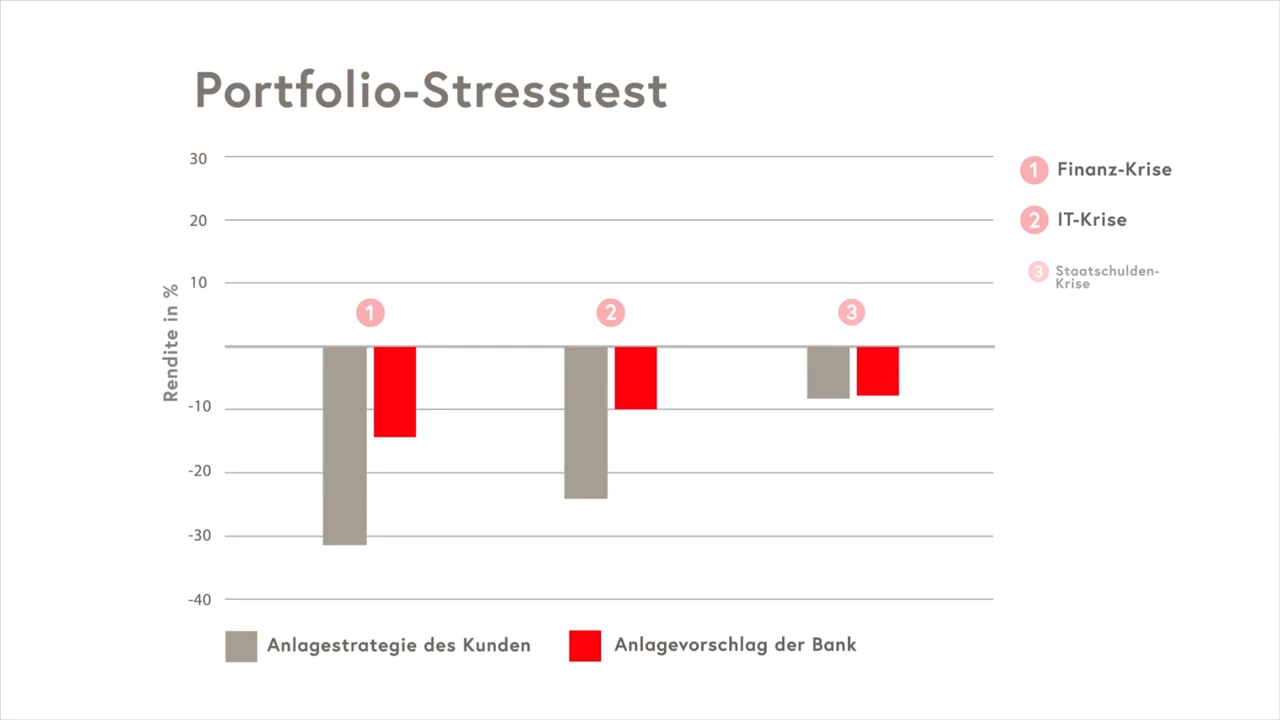 Portfolio-Stresstest
30
20
10
-10
-20
-30
-40
Rendite in %
1
2
3
1 Finanz-Krise
2 IT-Krise
3 Staatschulden-
Krise
Anlagestrategie des Kunden
Anlagevorschlag der Bank